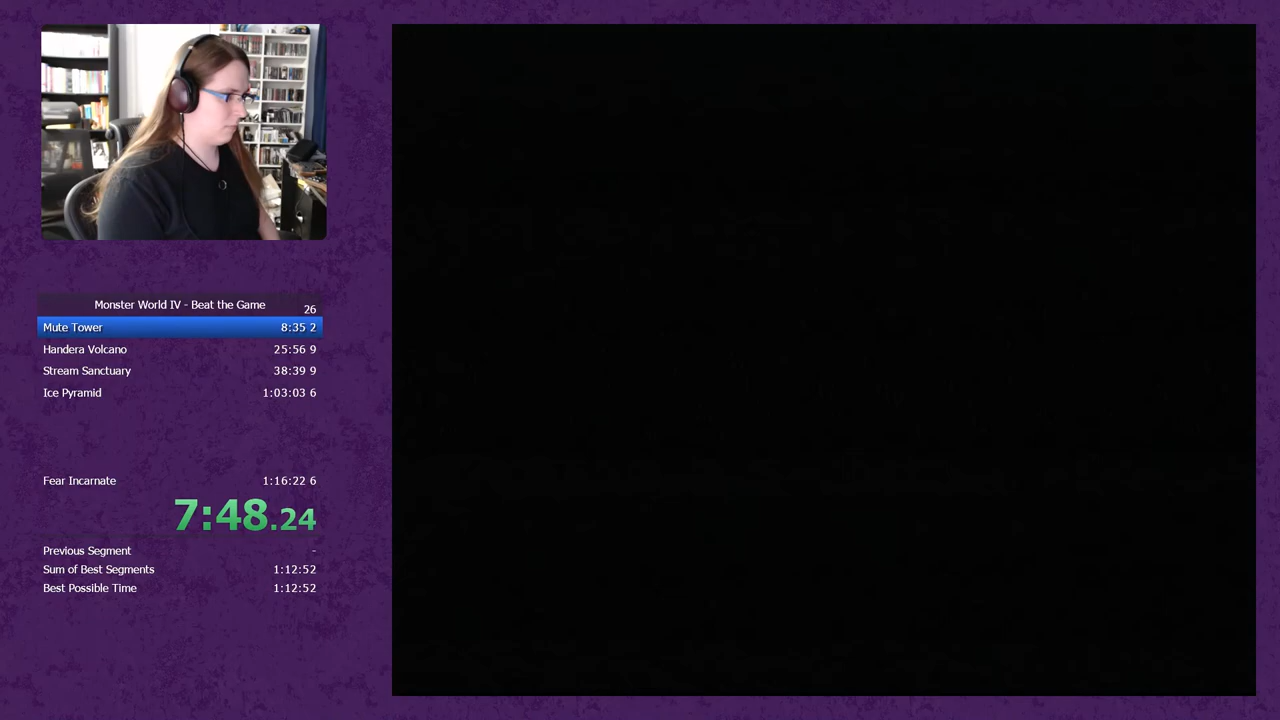 Monster World IV - Beat the Game
26
Mute Tower 8:35 2
Handera Volcano 25:56 9
Stream Sanctuary 38:39 9
Ice Pyramid 1:03:03 6
Fear Incarnate 1:16:22 6
7:48.24
Previous Segment -
Sum of Best Segments 1:12:52
Best Possible Time 1:12:52